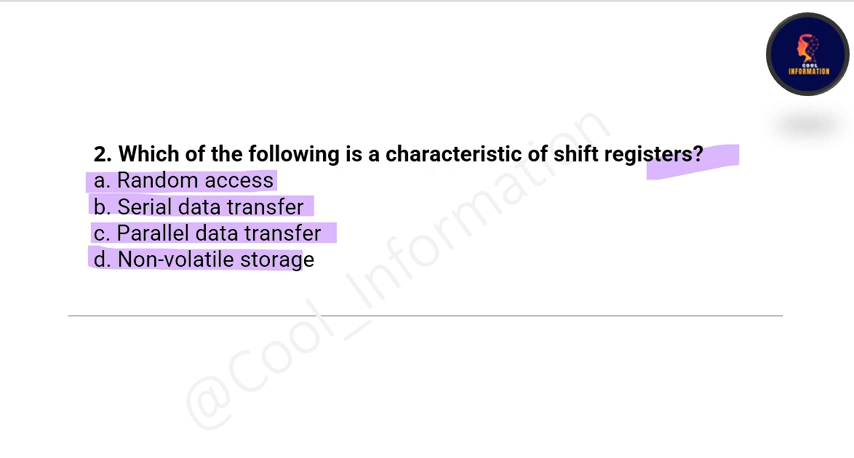 COOL
INFORMATION
2. Which of the following is a characteristic of shift registers?
a. Random access
b. Serial data transfer
c. Parallel data transfer
d. Non-volatile storage
@Cool_Information